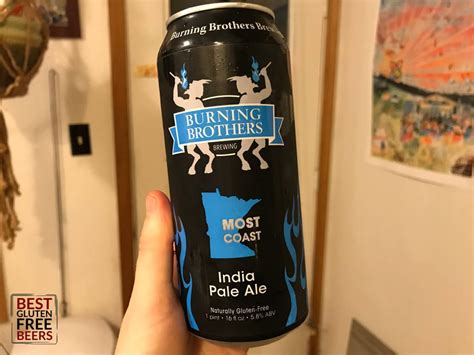 Burning Brothers Brew
BURNING
BROTHERS
BREWING
MOST
COAST
India
Pale Ale
Naturally Gluten-Free
1 pint • 16 fl oz • 5.8% ABV
BEST
GLUTEN
FREE
BEERS